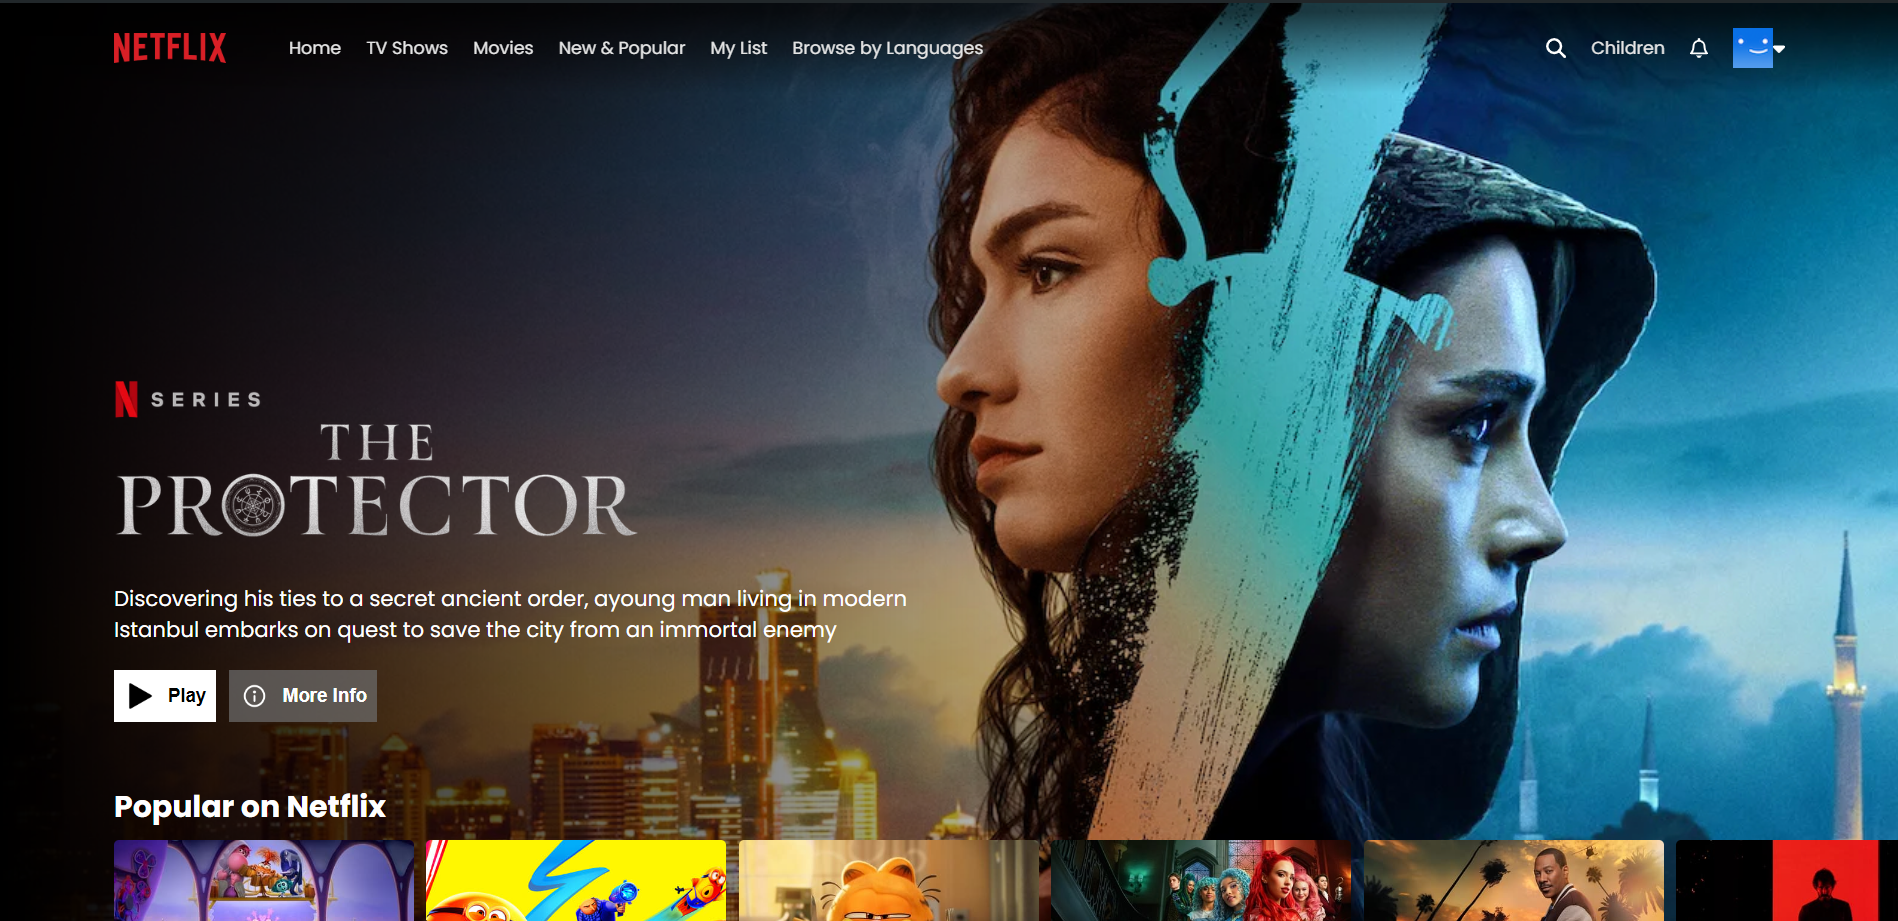 NETFLIX Home TV Shows Movies New & Popular My List Browse by Languages Children
N SERIES
THE
PROTECTOR
Discovering his ties to a secret ancient order, ayoung man living in modern
Istanbul embarks on quest to save the city from an immortal enemy
Play More Info
Popular on Netflix